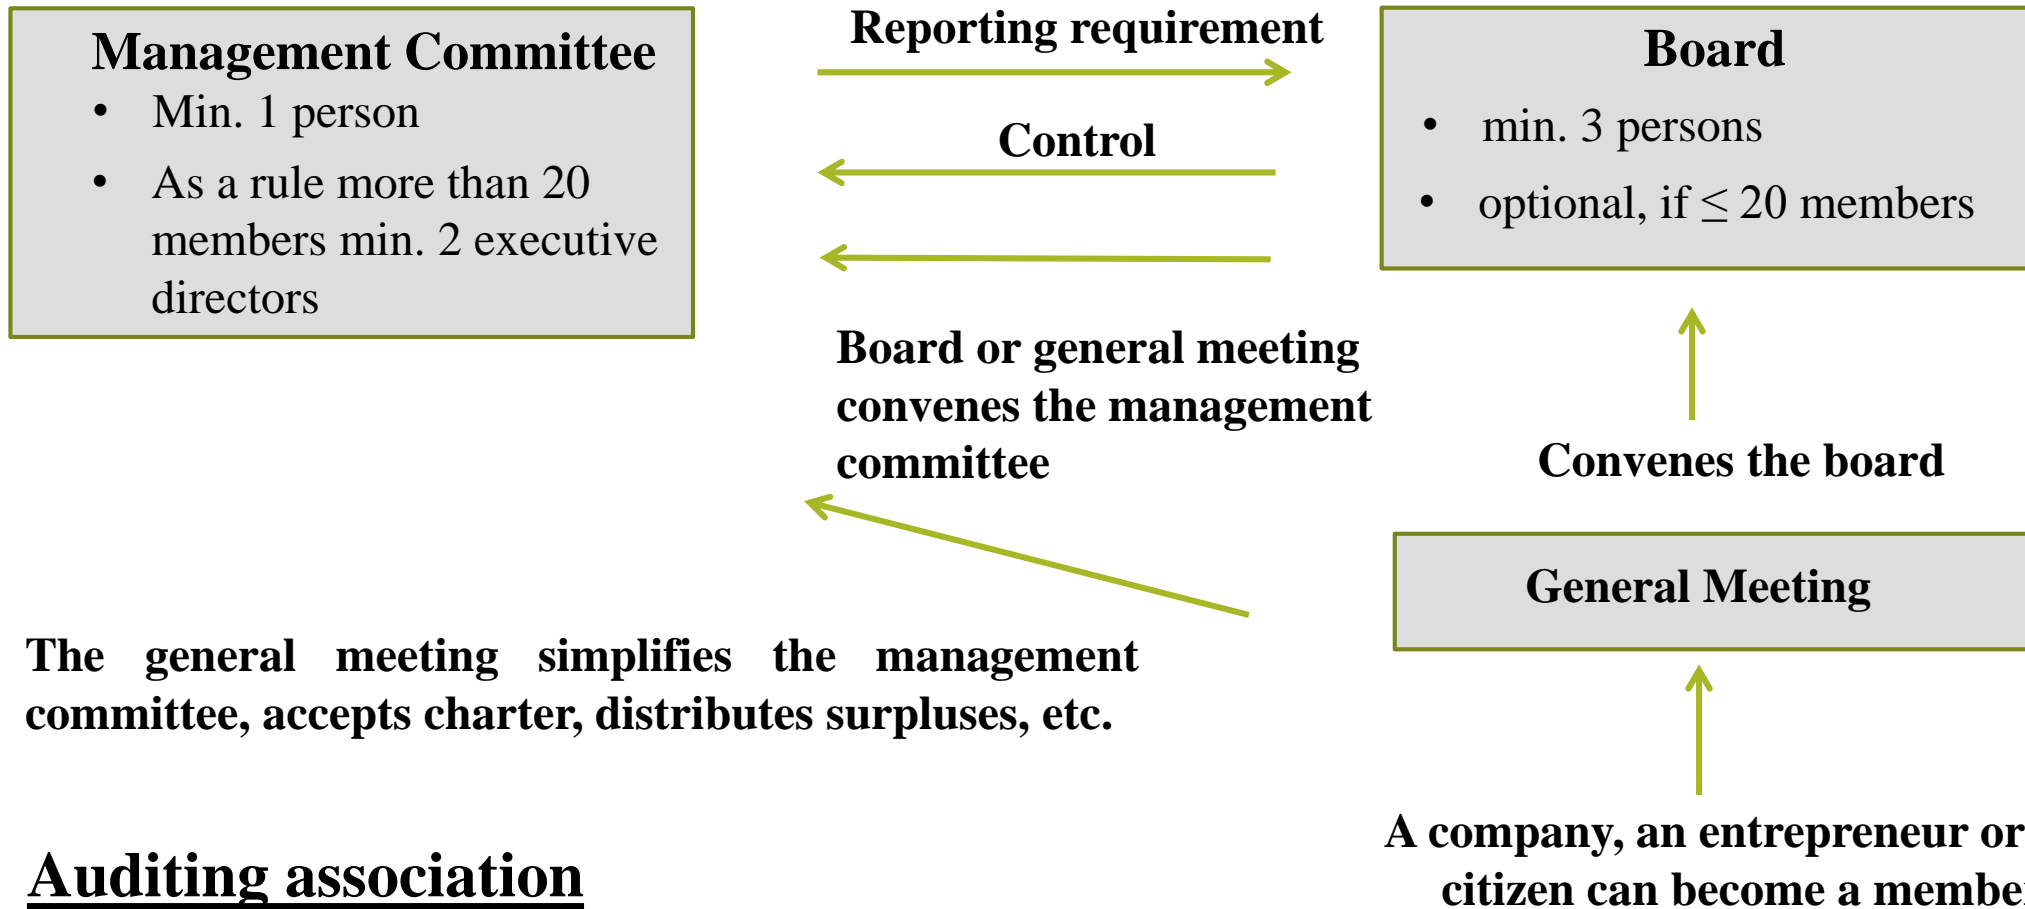 Management Committee
• Min. 1 person
• As a rule more than 20
members min. 2 executive
directors
Reporting requirement
Control
Board
• min. 3 persons
• optional, if ≤ 20 members
Board or general meeting
convenes the management
committee
Convenes the board
General Meeting
The general meeting simplifies the management
committee, accepts charter, distributes surpluses, etc.
A company, an entrepreneur or
citizen can become a member
Auditing association